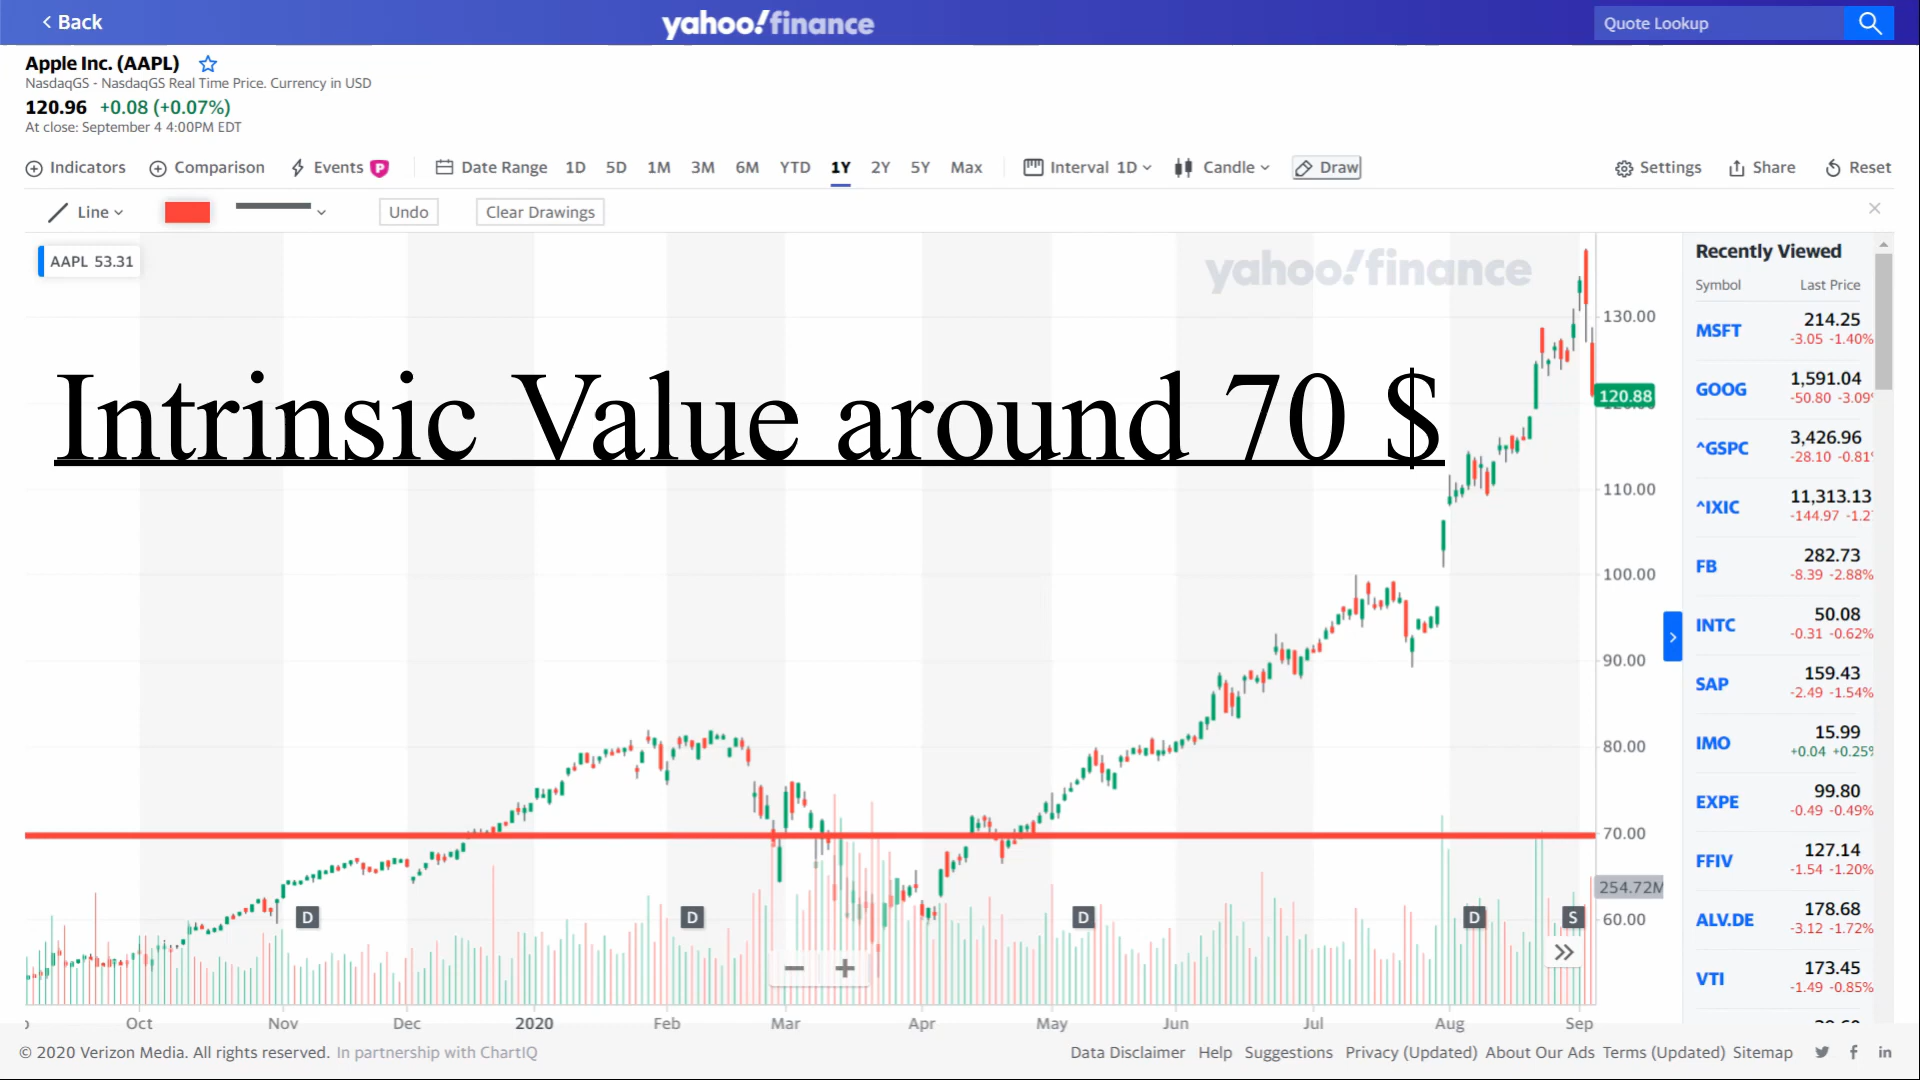 Back
yahoo!finance
Quote Lookup
Apple Inc. (AAPL)
NasdaqGS - NasdaqGS Real Time Price. Currency in USD
120.96 +0.08 (+0.07%)
At close: September 4 4:00PM EDT
Indicators Comparison Events P Date Range 1D 5D 1M 3M 6M YTD 1Y 2Y 5Y Max Interval 1D Candle Draw Settings Share Reset
Line Undo Clear Drawings
AAPL 53.31
yahoo!finance
Intrinsic Value around 70 $
130.00
120.88
110.00
100.00
90.00
80.00
70.00
254.72M
60.00
D D D D S
Oct Nov Dec 2020 Feb Mar Apr May Jun Jul Aug Sep
Recently Viewed
Symbol Last Price
MSFT 214.25
-3.05 -1.40%
GOOG 1,591.04
-50.80 -3.09
^GSPC 3,426.96
-28.10 -0.81
^IXIC 11,313.13
-144.97 -1.2
FB 282.73
-8.39 -2.88%
INTC 50.08
-0.31 -0.62%
SAP 159.43
-2.49 -1.54%
IMO 15.99
+0.04 +0.25
EXPE 99.80
-0.49 -0.49%
FFIV 127.14
-1.54 -1.20%
ALV.DE 178.68
-3.12 -1.72%
VTI 173.45
-1.49 -0.85%
© 2020 Verizon Media. All rights reserved. In partnership with ChartIQ
Data Disclaimer Help Suggestions Privacy (Updated) About Our Ads Terms (Updated) Sitemap